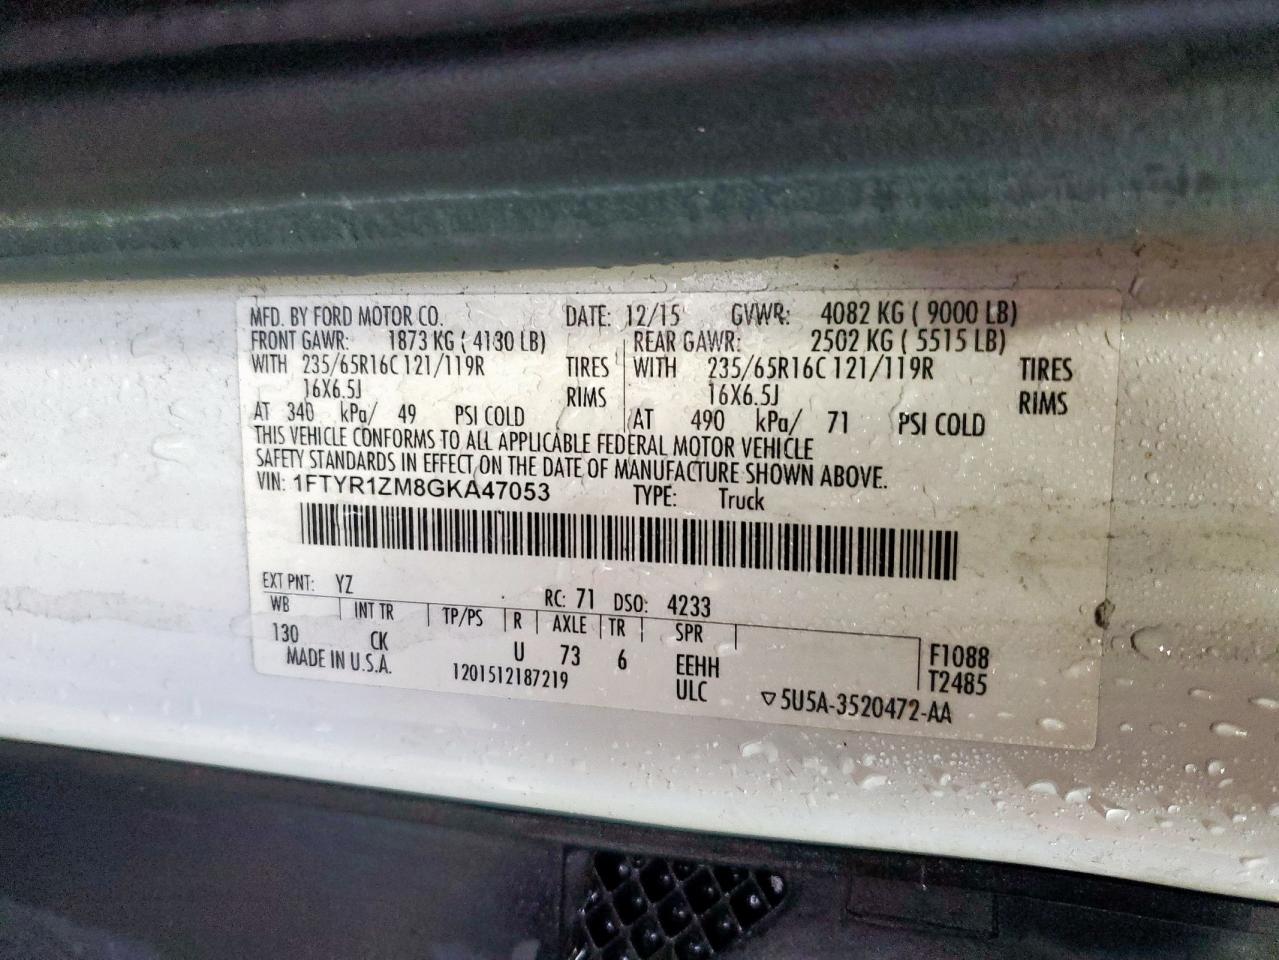 MFD. BY FORD MOTOR CO. DATE: 12/15 GVWR: 4082 KG ( 9000 LB)
FRONT GAWR: 1873 KG ( 4130 LB) REAR GAWR: 2502 KG ( 5515 LB)
WITH 235/65R16C 121/119R TIRES WITH 235/65R16C 121/119R TIRES
16X6.5J RIMS 16X6.5J RIMS
AT 340 kPa/ 49 PSI COLD AT 490 kPa/ 71 PSI COLD
THIS VEHICLE CONFORMS TO ALL APPLICABLE FEDERAL MOTOR VEHICLE
SAFETY STANDARDS IN EFFECT ON THE DATE OF MANUFACTURE SHOWN ABOVE.
VIN: 1FTYR1ZM8GKA47053 TYPE: Truck
EXT PNT: YZ RC: 71 DSO: 4233
WB INT TR TP/PS R AXLE TR SPR
130 CK U 73 6 EEHH F1088
MADE IN U.S.A. 1201512187219 ULC T2485
5U5A-3520472-AA